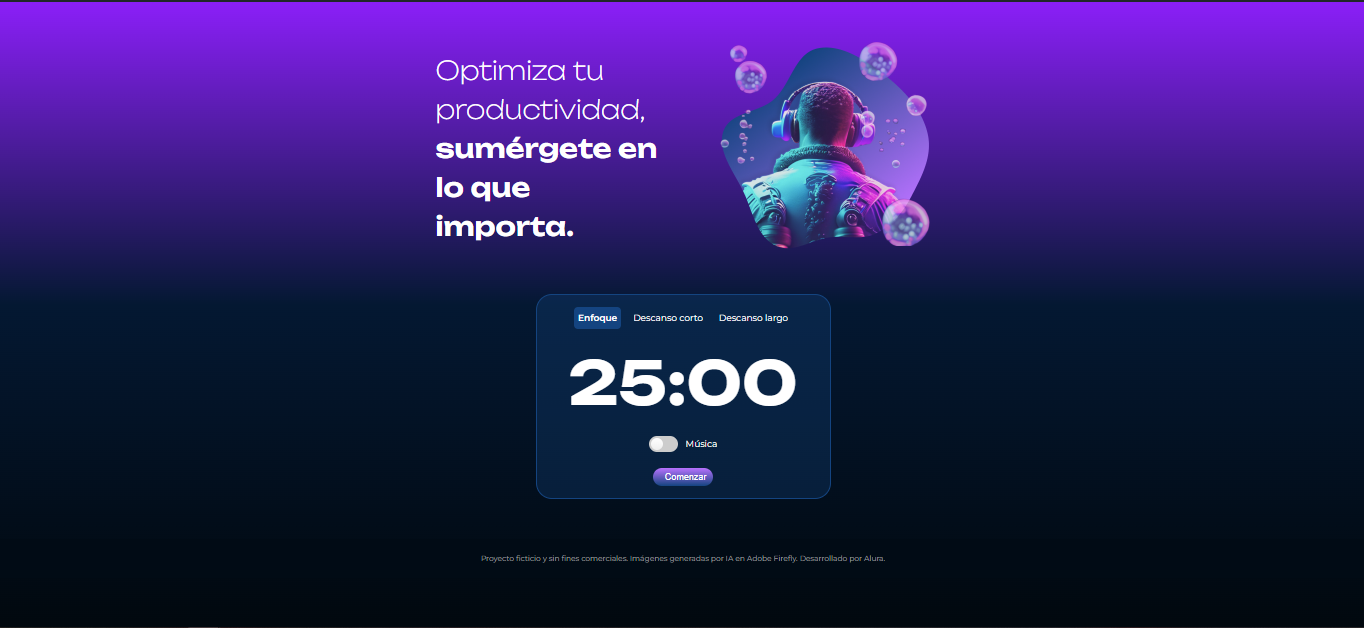 Optimiza tu
productividad,
sumérgete en
lo que
importa.
Enfoque Descanso corto Descanso largo
25:00
Música
Comenzar
Proyecto ficticio y sin fines comerciales. Imágenes generadas por IA en Adobe Firefly. Desarrollado por Alura.